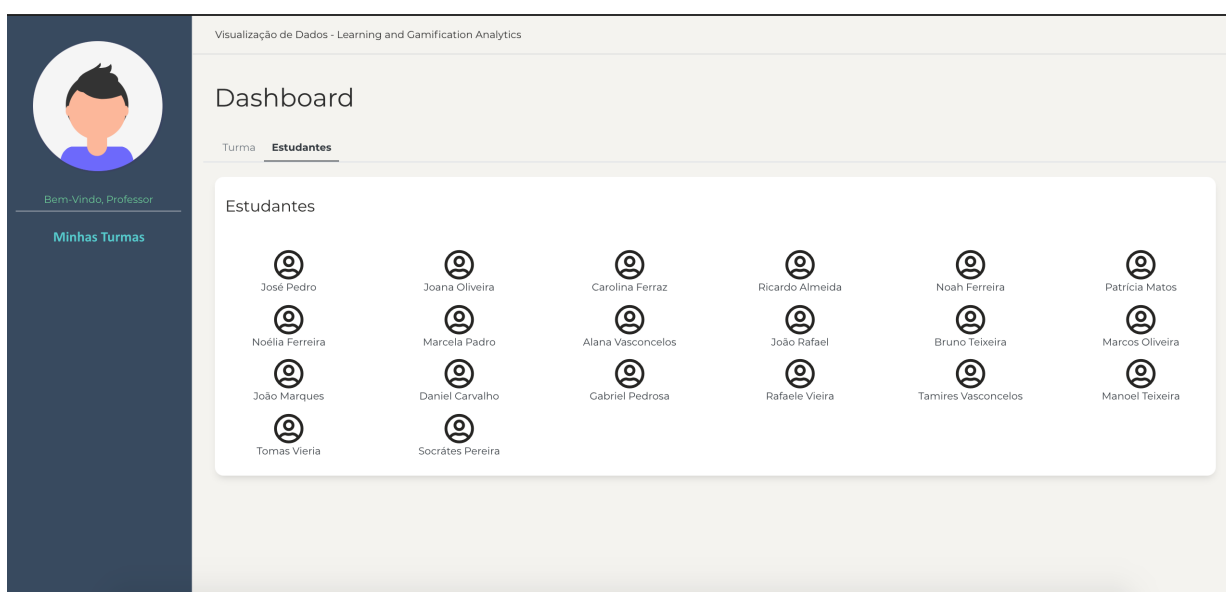 Visualização de Dados - Learning and Gamification Analytics
Dashboard
Turma Estudantes
Bem-Vindo, Professor
Minhas Turmas
Estudantes
José Pedro Joana Oliveira Carolina Ferraz Ricardo Almeida Noah Ferreira Patrícia Matos
Noélia Ferreira Marcela Padro Alana Vasconcelos João Rafael Bruno Teixeira Marcos Oliveira
João Marques Daniel Carvalho Gabriel Pedrosa Rafaele Vieira Tamires Vasconcelos Manoel Teixeira
Tomas Vieria Socrátes Pereira